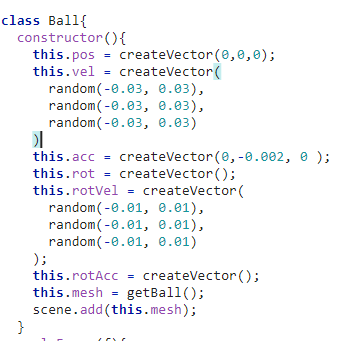 class Ball{
  constructor(){
    this.pos = createVector(0,0,0);
    this.vel = createVector(
      random(-0.03, 0.03),
      random(-0.03, 0.03),
      random(-0.03, 0.03)
    )
    this.acc = createVector(0,-0.002, 0 );
    this.rot = createVector();
    this.rotVel = createVector(
      random(-0.01, 0.01),
      random(-0.01, 0.01),
      random(-0.01, 0.01)
    );
    this.rotAcc = createVector();
    this.mesh = getBall();
    scene.add(this.mesh);
  }